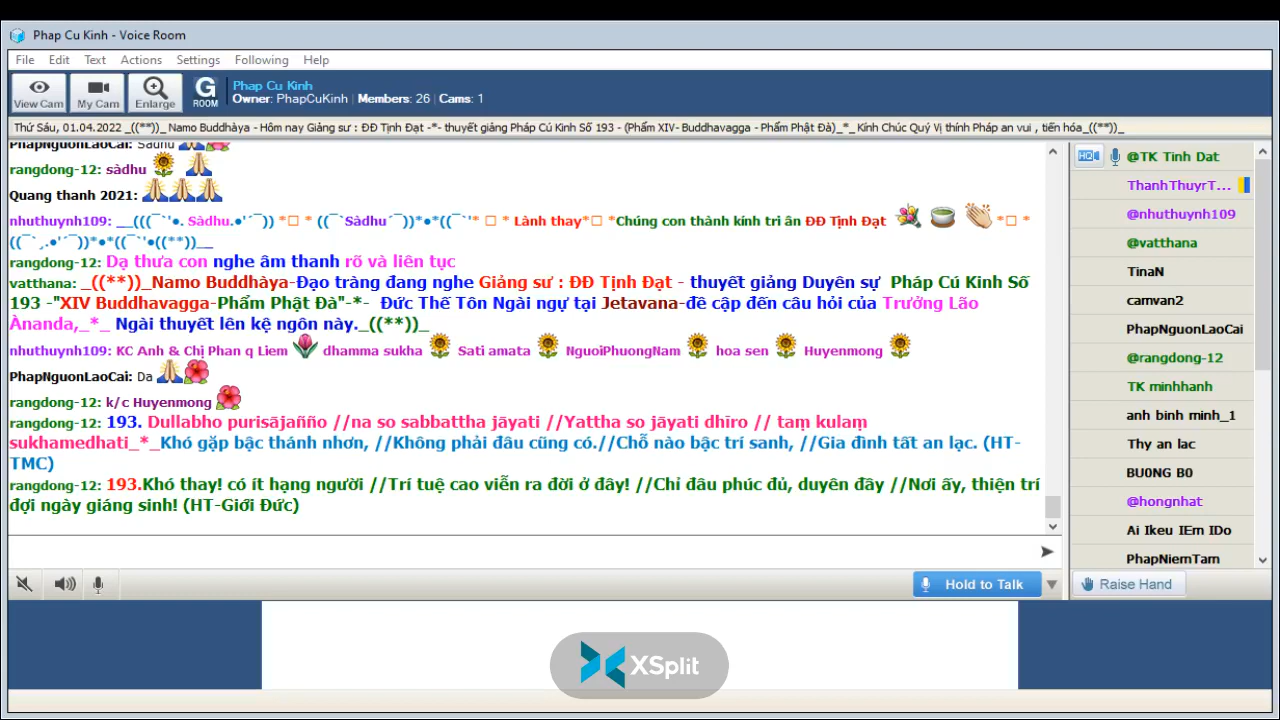 Phap Cu Kinh - Voice Room
File Edit Text Actions Settings Following Help
View Cam My Cam Enlarge G ROOM
Phap Cu Kinh
Owner: PhapCuKinh | Members: 26 | Cams: 1
Thứ Sáu, 01.04.2022 _((**))_ Namo Buddhàya - Hôm nay Giảng sư : ĐĐ Tịnh Đạt -*- thuyết giảng Pháp Cú Kinh Số 193 - (Phẩm XIV- Buddhavagga - Phẩm Phật Đà)_*_ Kính Chúc Quý Vị thính Pháp an vui , tiến hóa_((**))_
PhapNguonLaoCai: Sadhu
rangdong-12: sàdhu
Quang thanh 2021:
nhuthuynh109: __(((¯`'•. Sàdhu.•'´¯)) *□ * ((¯`Sàdhu´¯))*•*((¯`'* □ * Lành thay*□ *Chúng con thành kính tri ân ĐĐ Tịnh Đạt *□ *
((¯`¸.•'´¯))*•*((¯`'•((**))__
rangdong-12: Dạ thưa con nghe âm thanh rõ và liên tục
vatthana: _((**))_Namo Buddhàya-Đạo tràng đang nghe Giảng sư : ĐĐ Tịnh Đạt - thuyết giảng Duyên sự Pháp Cú Kinh Số
193 -"XIV Buddhavagga-Phẩm Phật Đà"-*- Đức Thế Tôn Ngài ngự tại Jetavana-đề cập đến câu hỏi của Trưởng Lão
Ànanda,_*_ Ngài thuyết lên kệ ngôn này._((**))_
nhuthuynh109: KC Anh & Chị Phan q Liem dhamma sukha Sati amata NguoiPhuongNam hoa sen Huyenmong
PhapNguonLaoCai: Da
rangdong-12: k/c Huyenmong
rangdong-12: 193. Dullabho purisājañño //na so sabbattha jāyati //Yattha so jāyati dhīro // taṃ kulaṃ
sukhamedhati_*_Khó gặp bậc thánh nhơn, //Không phải đâu cũng có.//Chỗ nào bậc trí sanh, //Gia đình tất an lạc. (HT-
TMC)
rangdong-12: 193.Khó thay! có ít hạng người //Trí tuệ cao viễn ra đời ở đây! //Chỉ đâu phúc đủ, duyên đầy //Nơi ấy, thiện trí
đợi ngày giáng sinh! (HT-Giới Đức)
HQ @TK Tinh Dat
ThanhThuyrT...
@nhuthuynh109
@vatthana
TinaN
camvan2
PhapNguonLaoCai
@rangdong-12
TK minhhanh
anh binh minh_1
Thy an lac
BU0NG B0
@hongnhat
Ai Ikeu IEm IDo
PhapNiemTam
Hold to Talk
Raise Hand
XSplit